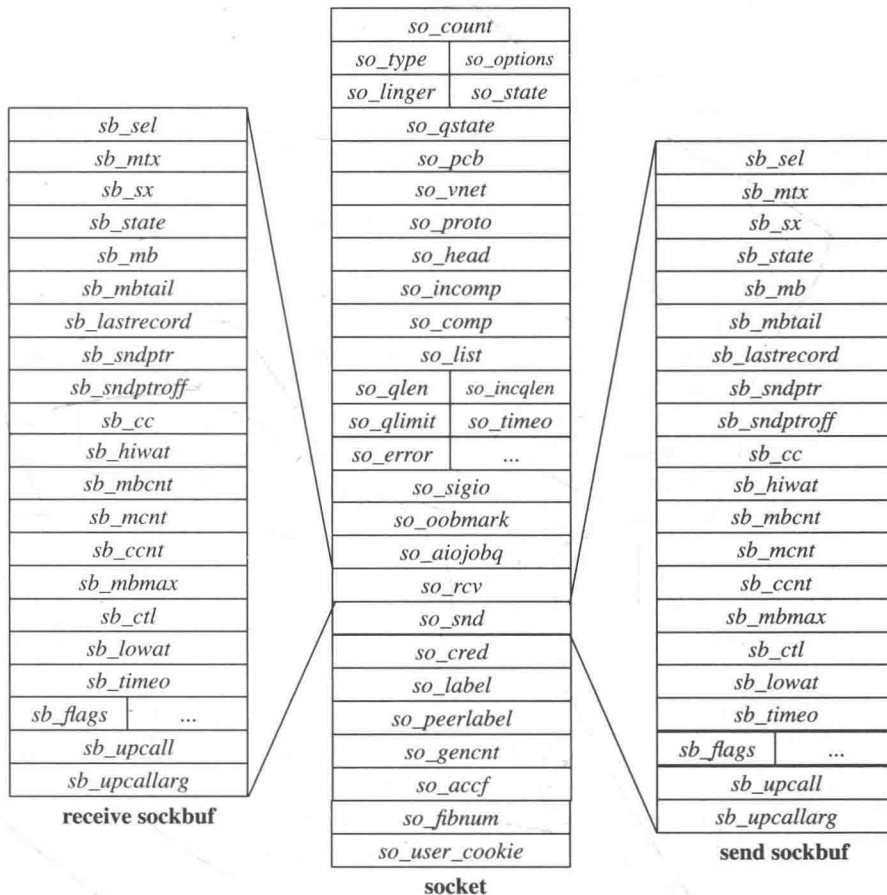 sb_sel
sb_mtx
sb_sx
sb_state
sb_mb
sb_mbtail
sb_lastrecord
sb_sndptr
sb_sndptroff
sb_cc
sb_hiwat
sb_mbcnt
sb_mcnt
sb_ccnt
sb_mbmax
sb_ctl
sb_lowat
sb_timeo
sb_flags ...
sb_upcall
sb_upcallarg
receive sockbuf
so_count
so_type so_options
so_linger so_state
so_qstate
so_pcb
so_vnet
so_proto
so_head
so_incomp
so_comp
so_list
so_qlen so_incqlen
so_qlimit so_timeo
so_error ...
so_sigio
so_oobmark
so_aiojobq
so_rcv
so_snd
so_cred
so_label
so_peerlabel
so_gencnt
so_accf
so_fibnum
so_user_cookie
socket
sb_sel
sb_mtx
sb_sx
sb_state
sb_mb
sb_mbtail
sb_lastrecord
sb_sndptr
sb_sndptroff
sb_cc
sb_hiwat
sb_mbcnt
sb_mcnt
sb_ccnt
sb_mbmax
sb_ctl
sb_lowat
sb_timeo
sb_flags ...
sb_upcall
sb_upcallarg
send sockbuf